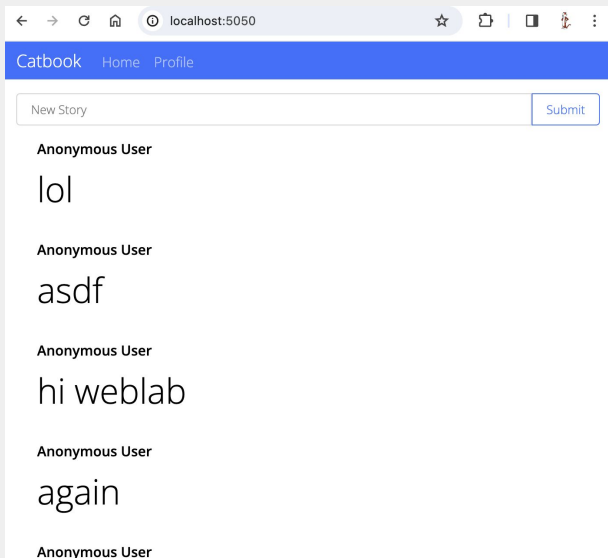 localhost:5050
Catbook Home Profile
New Story Submit
Anonymous User
lol
Anonymous User
asdf
Anonymous User
hi weblab
Anonymous User
again
Anonymous User